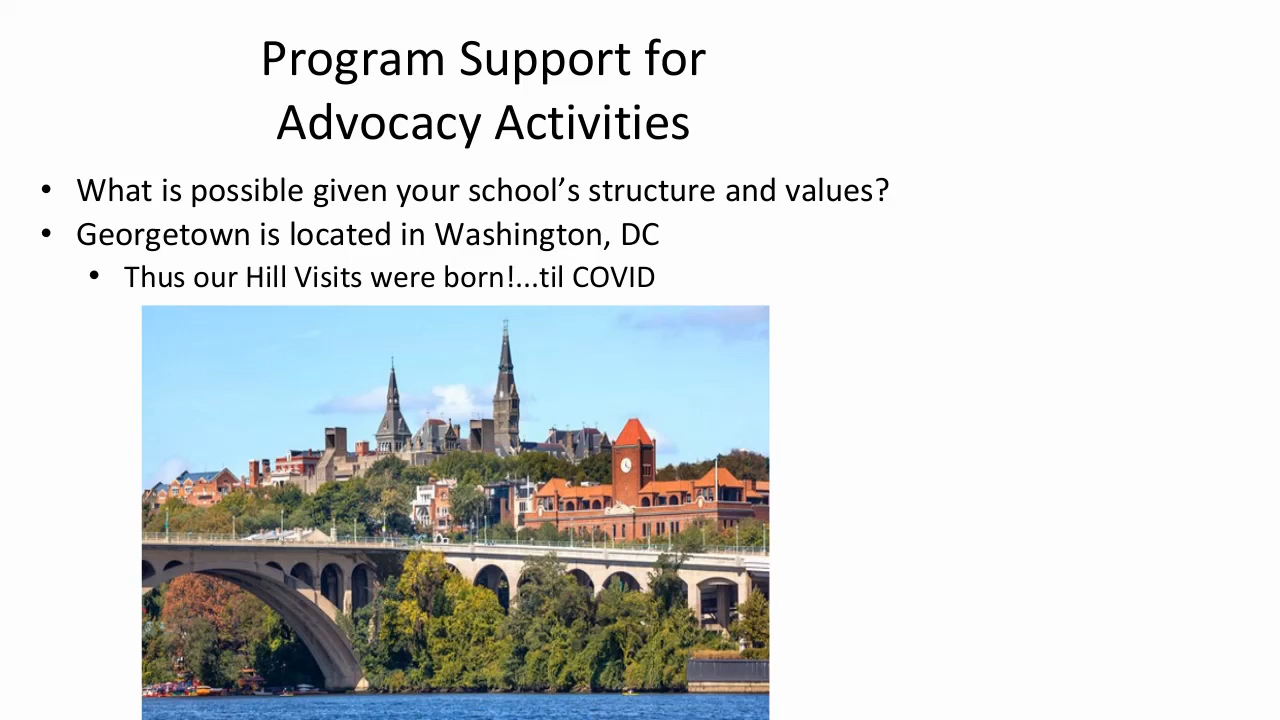 Program Support for
Advocacy Activities
• What is possible given your school’s structure and values?
• Georgetown is located in Washington, DC
• Thus our Hill Visits were born!...til COVID